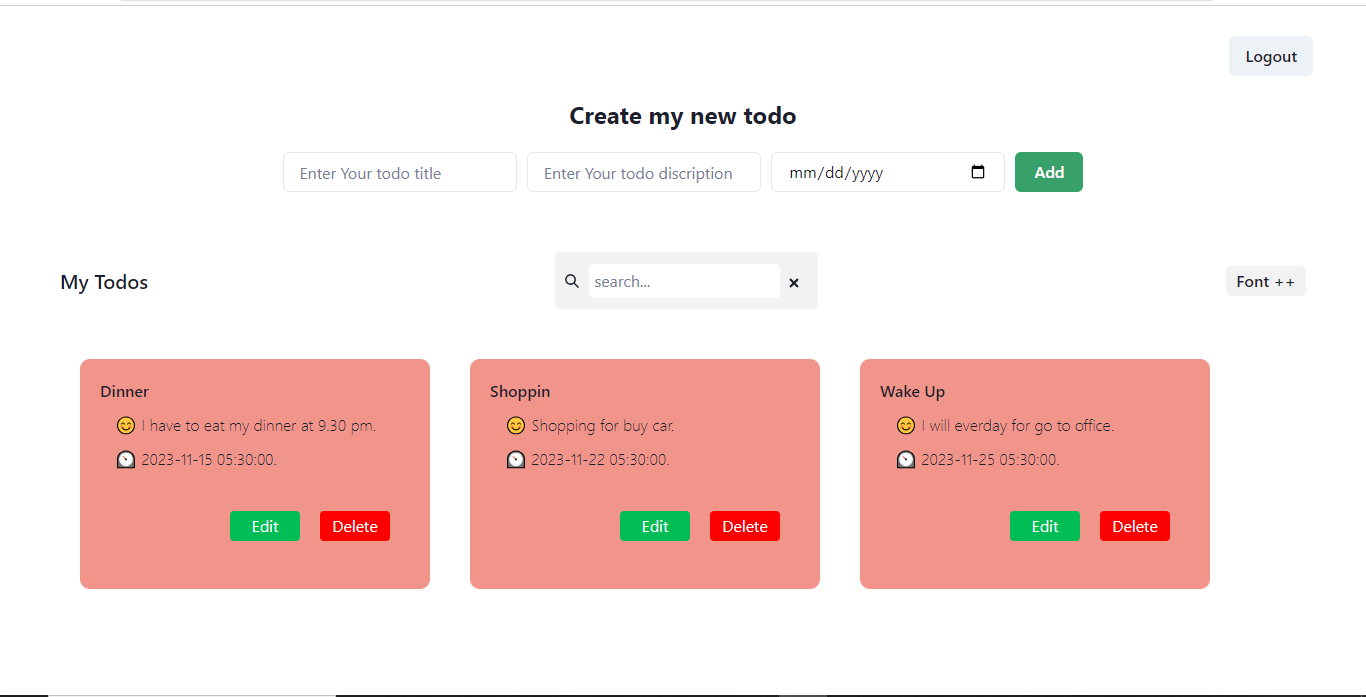 Logout
Create my new todo
Enter Your todo title
Enter Your todo discription
mm/dd/yyyy
Add
My Todos
search...
Font ++
Dinner
😊 I have to eat my dinner at 9.30 pm.
🕰 2023-11-15 05:30:00.
Edit
Delete
Shoppin
😊 Shopping for buy car.
🕰 2023-11-22 05:30:00.
Edit
Delete
Wake Up
😊 I will everday for go to office.
🕰 2023-11-25 05:30:00.
Edit
Delete